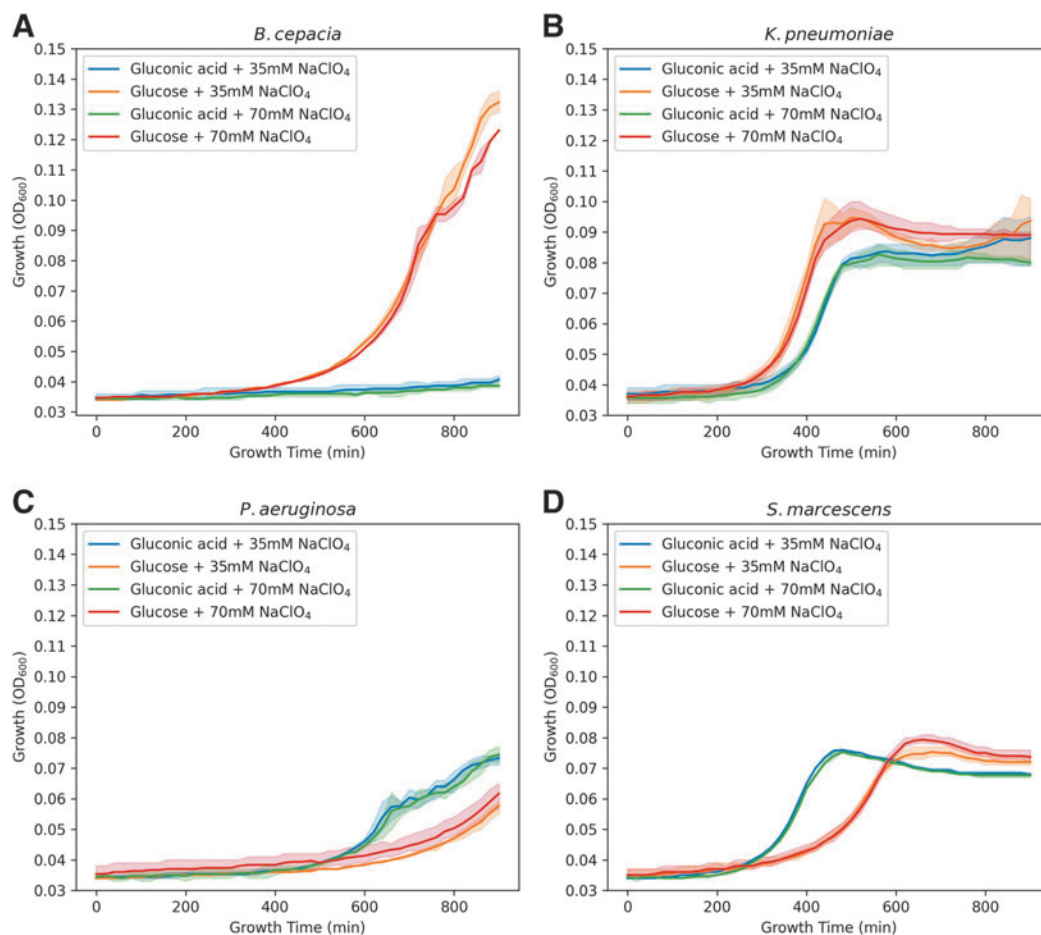 A
B. cepacia
0.15
0.14
0.13
0.12
0.11
0.10
0.09
0.08
0.07
0.06
0.05
0.04
0.03
Growth (OD₆₀₀)
Gluconic acid + 35mM NaClO₄
Glucose + 35mM NaClO₄
Gluconic acid + 70mM NaClO₄
Glucose + 70mM NaClO₄
0 200 400 600 800
Growth Time (min)
B
K. pneumoniae
0.15
0.14
0.13
0.12
0.11
0.10
0.09
0.08
0.07
0.06
0.05
0.04
0.03
Growth (OD₆₀₀)
Gluconic acid + 35mM NaClO₄
Glucose + 35mM NaClO₄
Gluconic acid + 70mM NaClO₄
Glucose + 70mM NaClO₄
0 200 400 600 800
Growth Time (min)
C
P. aeruginosa
0.15
0.14
0.13
0.12
0.11
0.10
0.09
0.08
0.07
0.06
0.05
0.04
0.03
Growth (OD₆₀₀)
Gluconic acid + 35mM NaClO₄
Glucose + 35mM NaClO₄
Gluconic acid + 70mM NaClO₄
Glucose + 70mM NaClO₄
0 200 400 600 800
Growth Time (min)
D
S. marcescens
0.15
0.14
0.13
0.12
0.11
0.10
0.09
0.08
0.07
0.06
0.05
0.04
0.03
Growth (OD₆₀₀)
Gluconic acid + 35mM NaClO₄
Glucose + 35mM NaClO₄
Gluconic acid + 70mM NaClO₄
Glucose + 70mM NaClO₄
0 200 400 600 800
Growth Time (min)